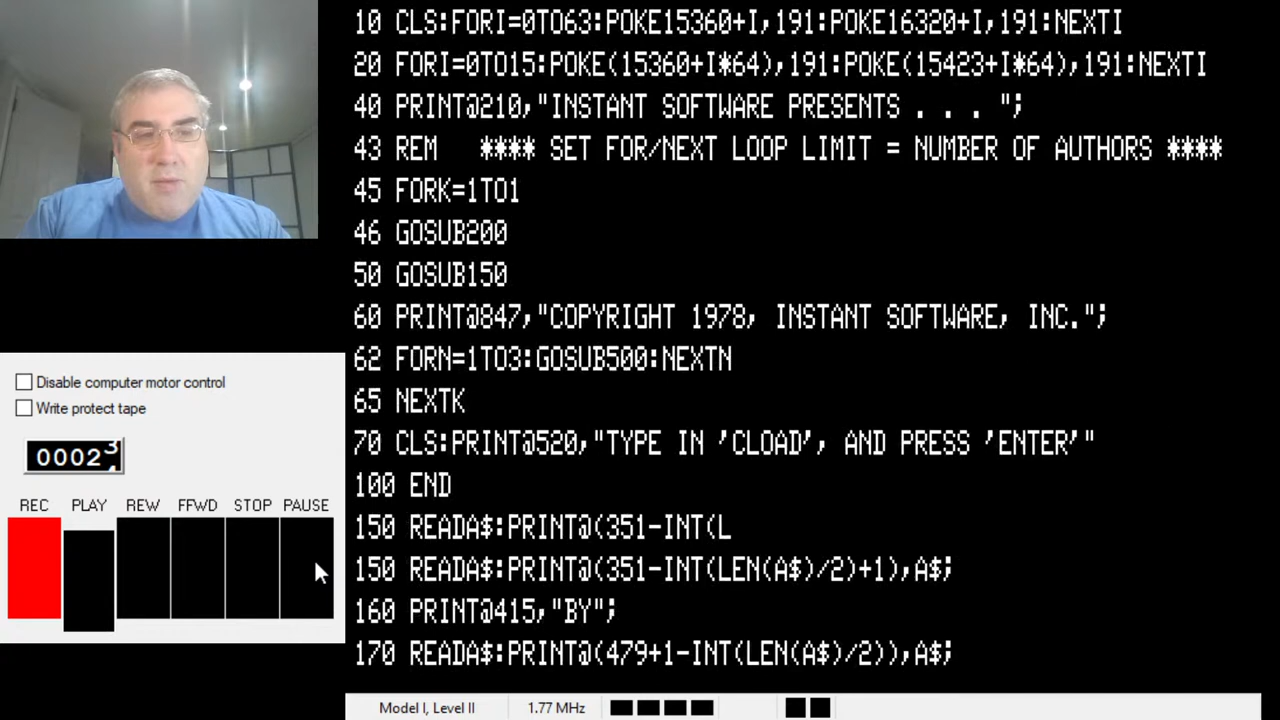 10 CLS:FORI=0TO63:POKE15360+I,191:POKE16320+I,191:NEXTI
20 FORI=0TO15:POKE(15360+I*64),191:POKE(15423+I*64),191:NEXTI
40 PRINT@210,"INSTANT SOFTWARE PRESENTS . . . ";
43 REM   **** SET FOR/NEXT LOOP LIMIT = NUMBER OF AUTHORS ****
45 FORK=1TO1
46 GOSUB200
50 GOSUB150
60 PRINT@847,"COPYRIGHT 1978, INSTANT SOFTWARE, INC.";
62 FORN=1TO3:GOSUB500:NEXTN
65 NEXTK
70 CLS:PRINT@520,"TYPE IN 'CLOAD', AND PRESS 'ENTER'"
100 END
150 READA$:PRINT@(351-INT(L
150 READA$:PRINT@(351-INT(LEN(A$)/2)+1),A$;
160 PRINT@415,"BY";
170 READA$:PRINT@(479+1-INT(LEN(A$)/2)),A$;
Disable computer motor control
Write protect tape
0002
REC PLAY REW FFWD STOP PAUSE
Model I, Level II 1.77 MHz